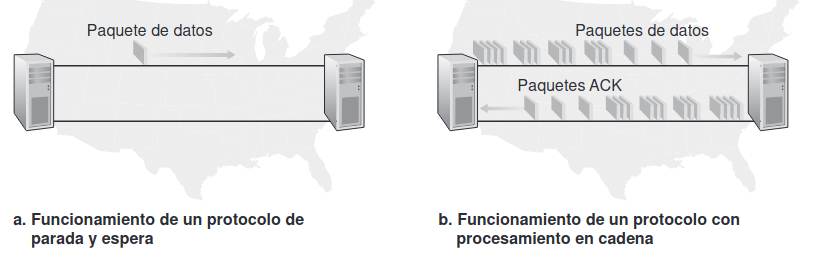 Paquete de datos
a. Funcionamiento de un protocolo de
parada y espera
Paquetes de datos
Paquetes ACK
b. Funcionamiento de un protocolo con
procesamiento en cadena